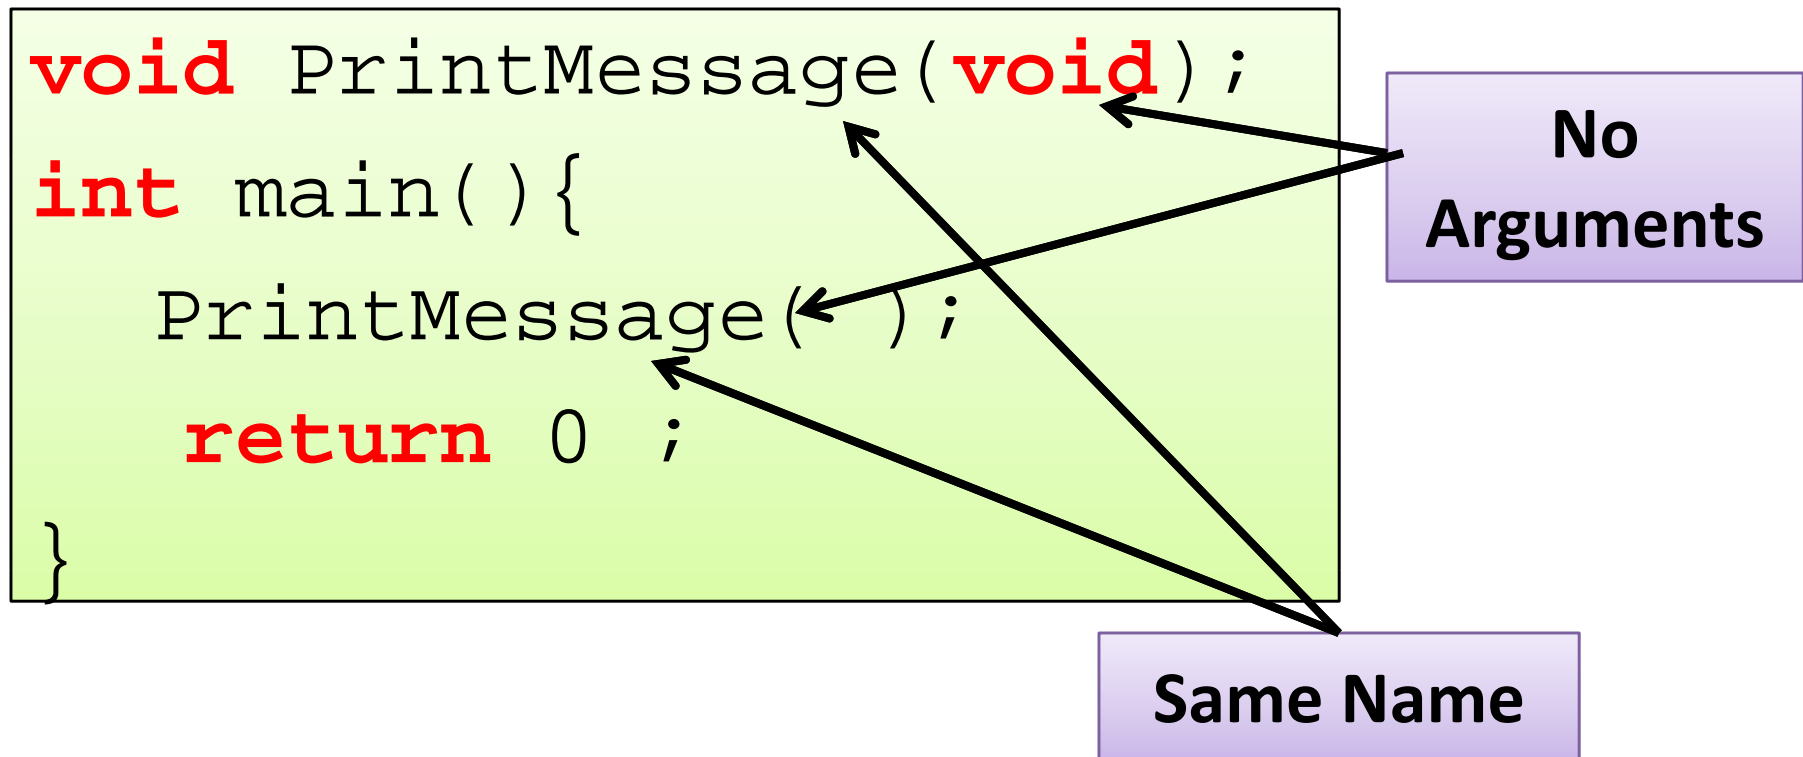 void PrintMessage(void);
int main(){
PrintMessage( );
return 0 ;
}
No
Arguments
Same Name